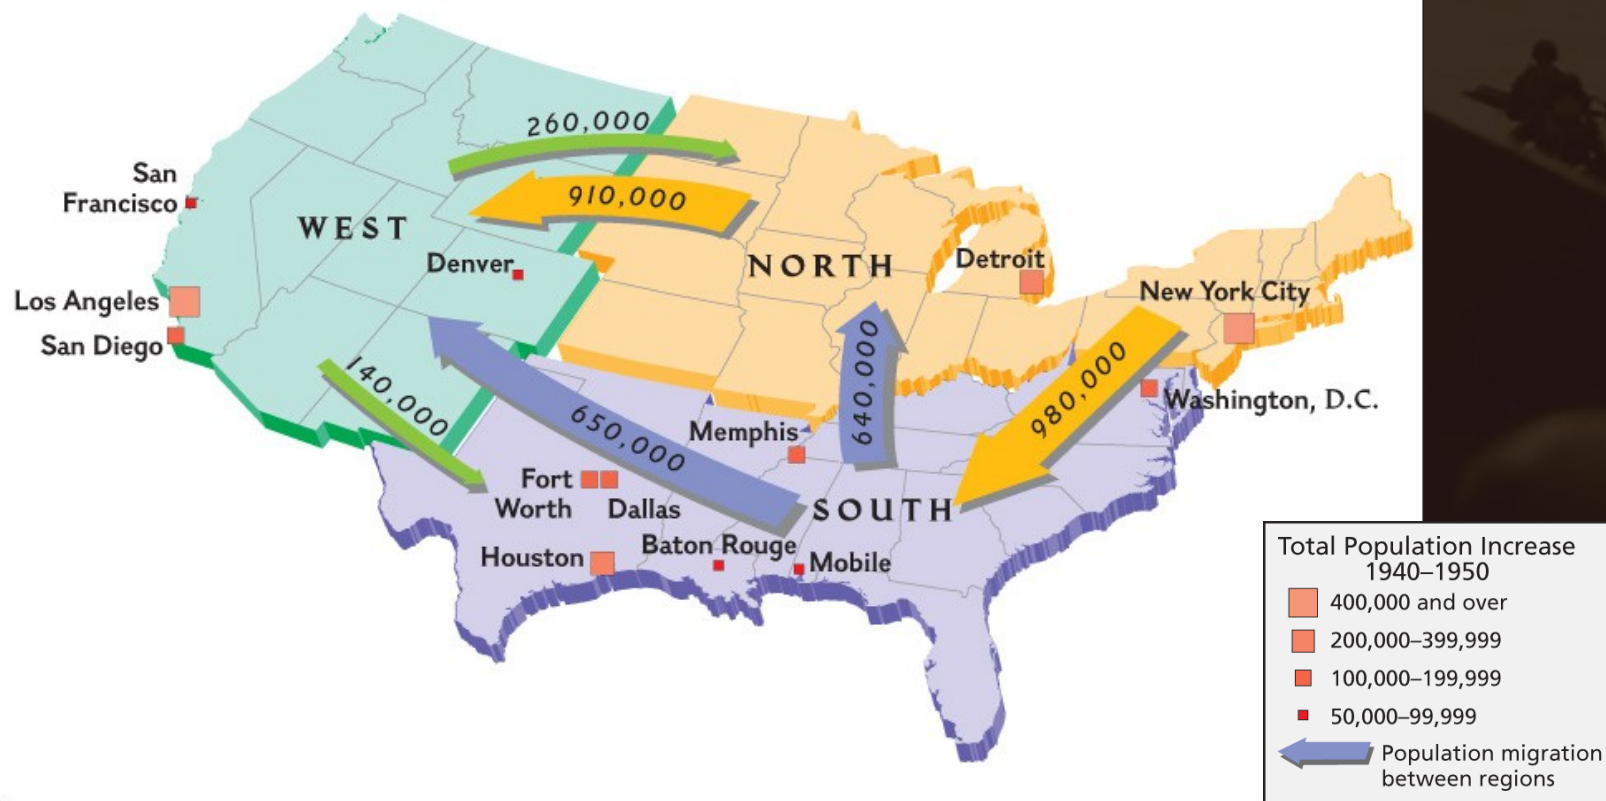 260,000
San
Francisco
910,000
WEST
Denver
NORTH
Detroit
Los Angeles
New York City
San Diego
140,000
650,000
640,000
980,000
Washington, D.C.
Memphis
Fort
Worth
Dallas
SOUTH
Houston
Baton Rouge
Mobile
Total Population Increase
1940–1950
400,000 and over
200,000–399,999
100,000–199,999
50,000–99,999
Population migration
between regions